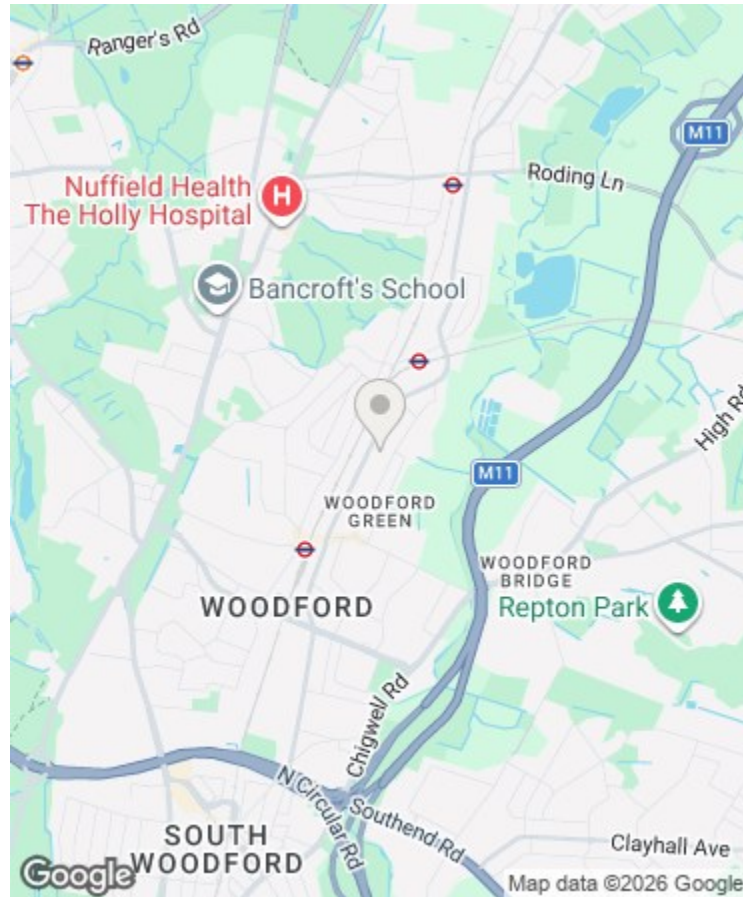 Ranger's Rd
M11
Nuffield Health
The Holly Hospital
H
Roding Ln
Bancroft's School
High Rd
M11
WOODFORD
GREEN
WOODFORD
BRIDGE
WOODFORD
Repton Park
Chigwell Rd
N Circular Rd
Southend Rd
SOUTH
WOODFORD
Clayhall Ave
Google
Map data ©2026 Google